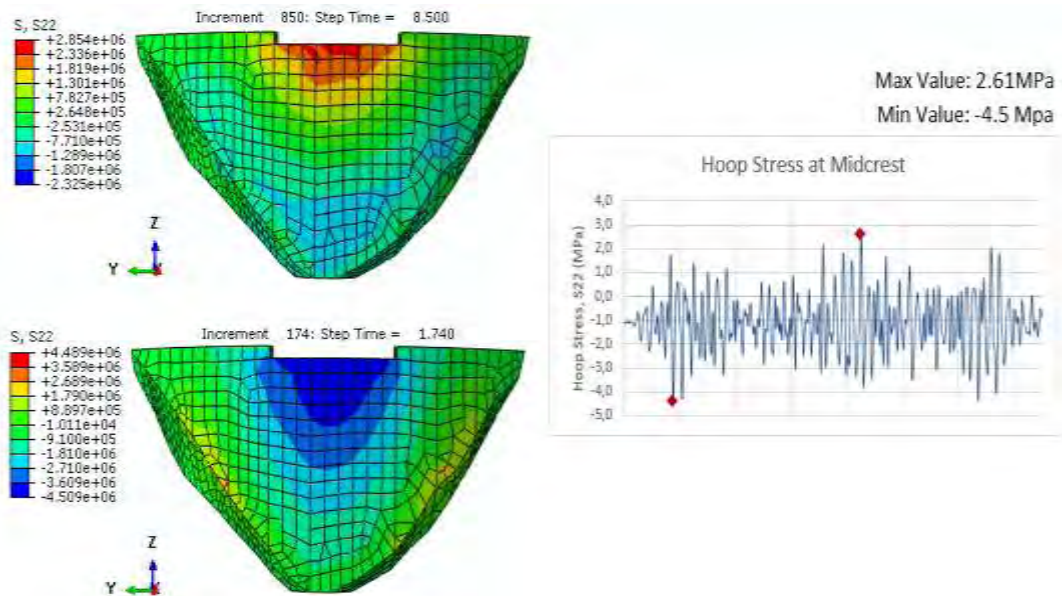 Increment 850: Step Time = 8.500
S, S22
+2.854e+06
+2.336e+06
+1.819e+06
+1.301e+06
+7.827e+05
+2.648e+05
-2.531e+05
-7.710e+05
-1.289e+06
-1.807e+06
-2.325e+06
Z
Y
Increment 174: Step Time = 1.740
S, S22
+4.489e+06
+3.589e+06
+2.689e+06
+1.790e+06
+8.897e+05
-1.011e+04
-9.100e+05
-1.810e+06
-2.710e+06
-3.609e+06
-4.509e+06
Z
Y
Max Value: 2.61MPa
Min Value: -4.5 Mpa
Hoop Stress at Midcrest
Hoop Stress, S22 (MPa)
4,0
3,0
2,0
1,0
0,0
-1,0
-2,0
-3,0
-4,0
-5,0